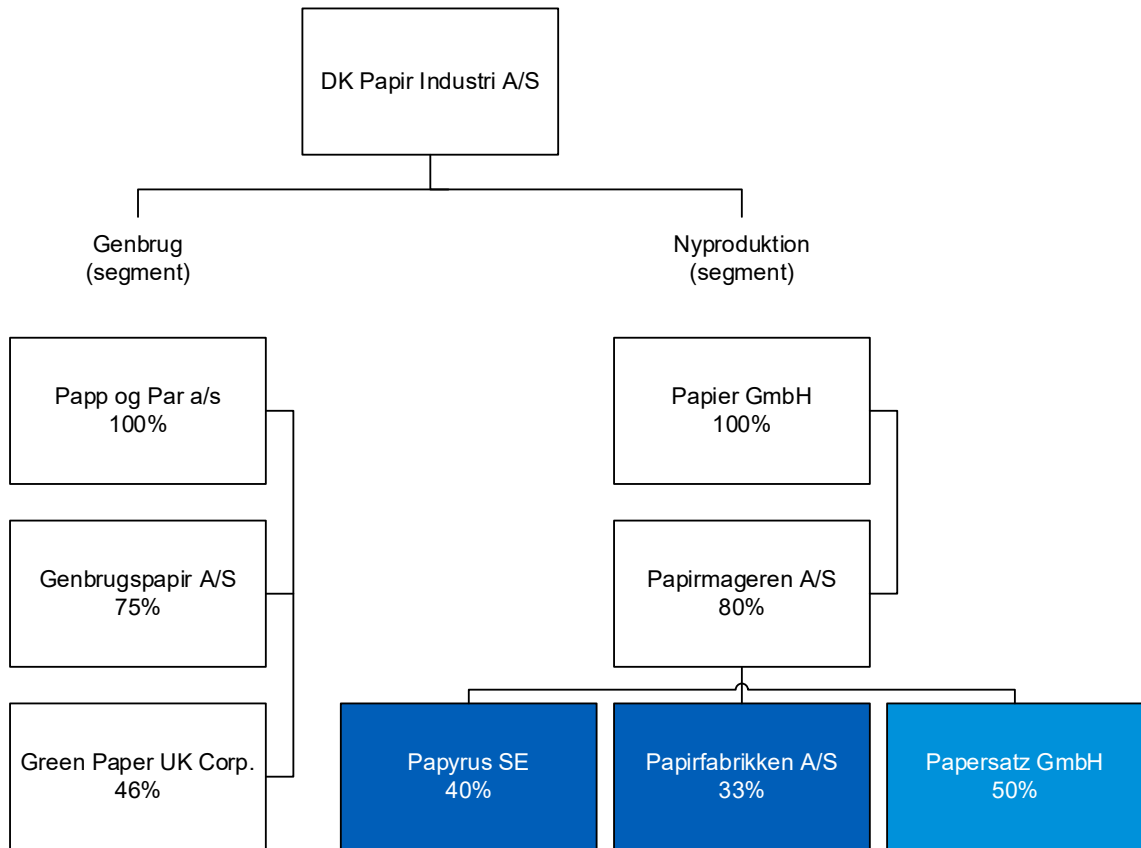 DK Papir Industri A/S
Genbrug
(segment)
Nyproduktion
(segment)
Papp og Par a/s
100%
Papier GmbH
100%
Genbrugspapir A/S
75%
Papirmageren A/S
80%
Green Paper UK Corp.
46%
Papyrus SE
40%
Papirfabrikken A/S
33%
Papersatz GmbH
50%